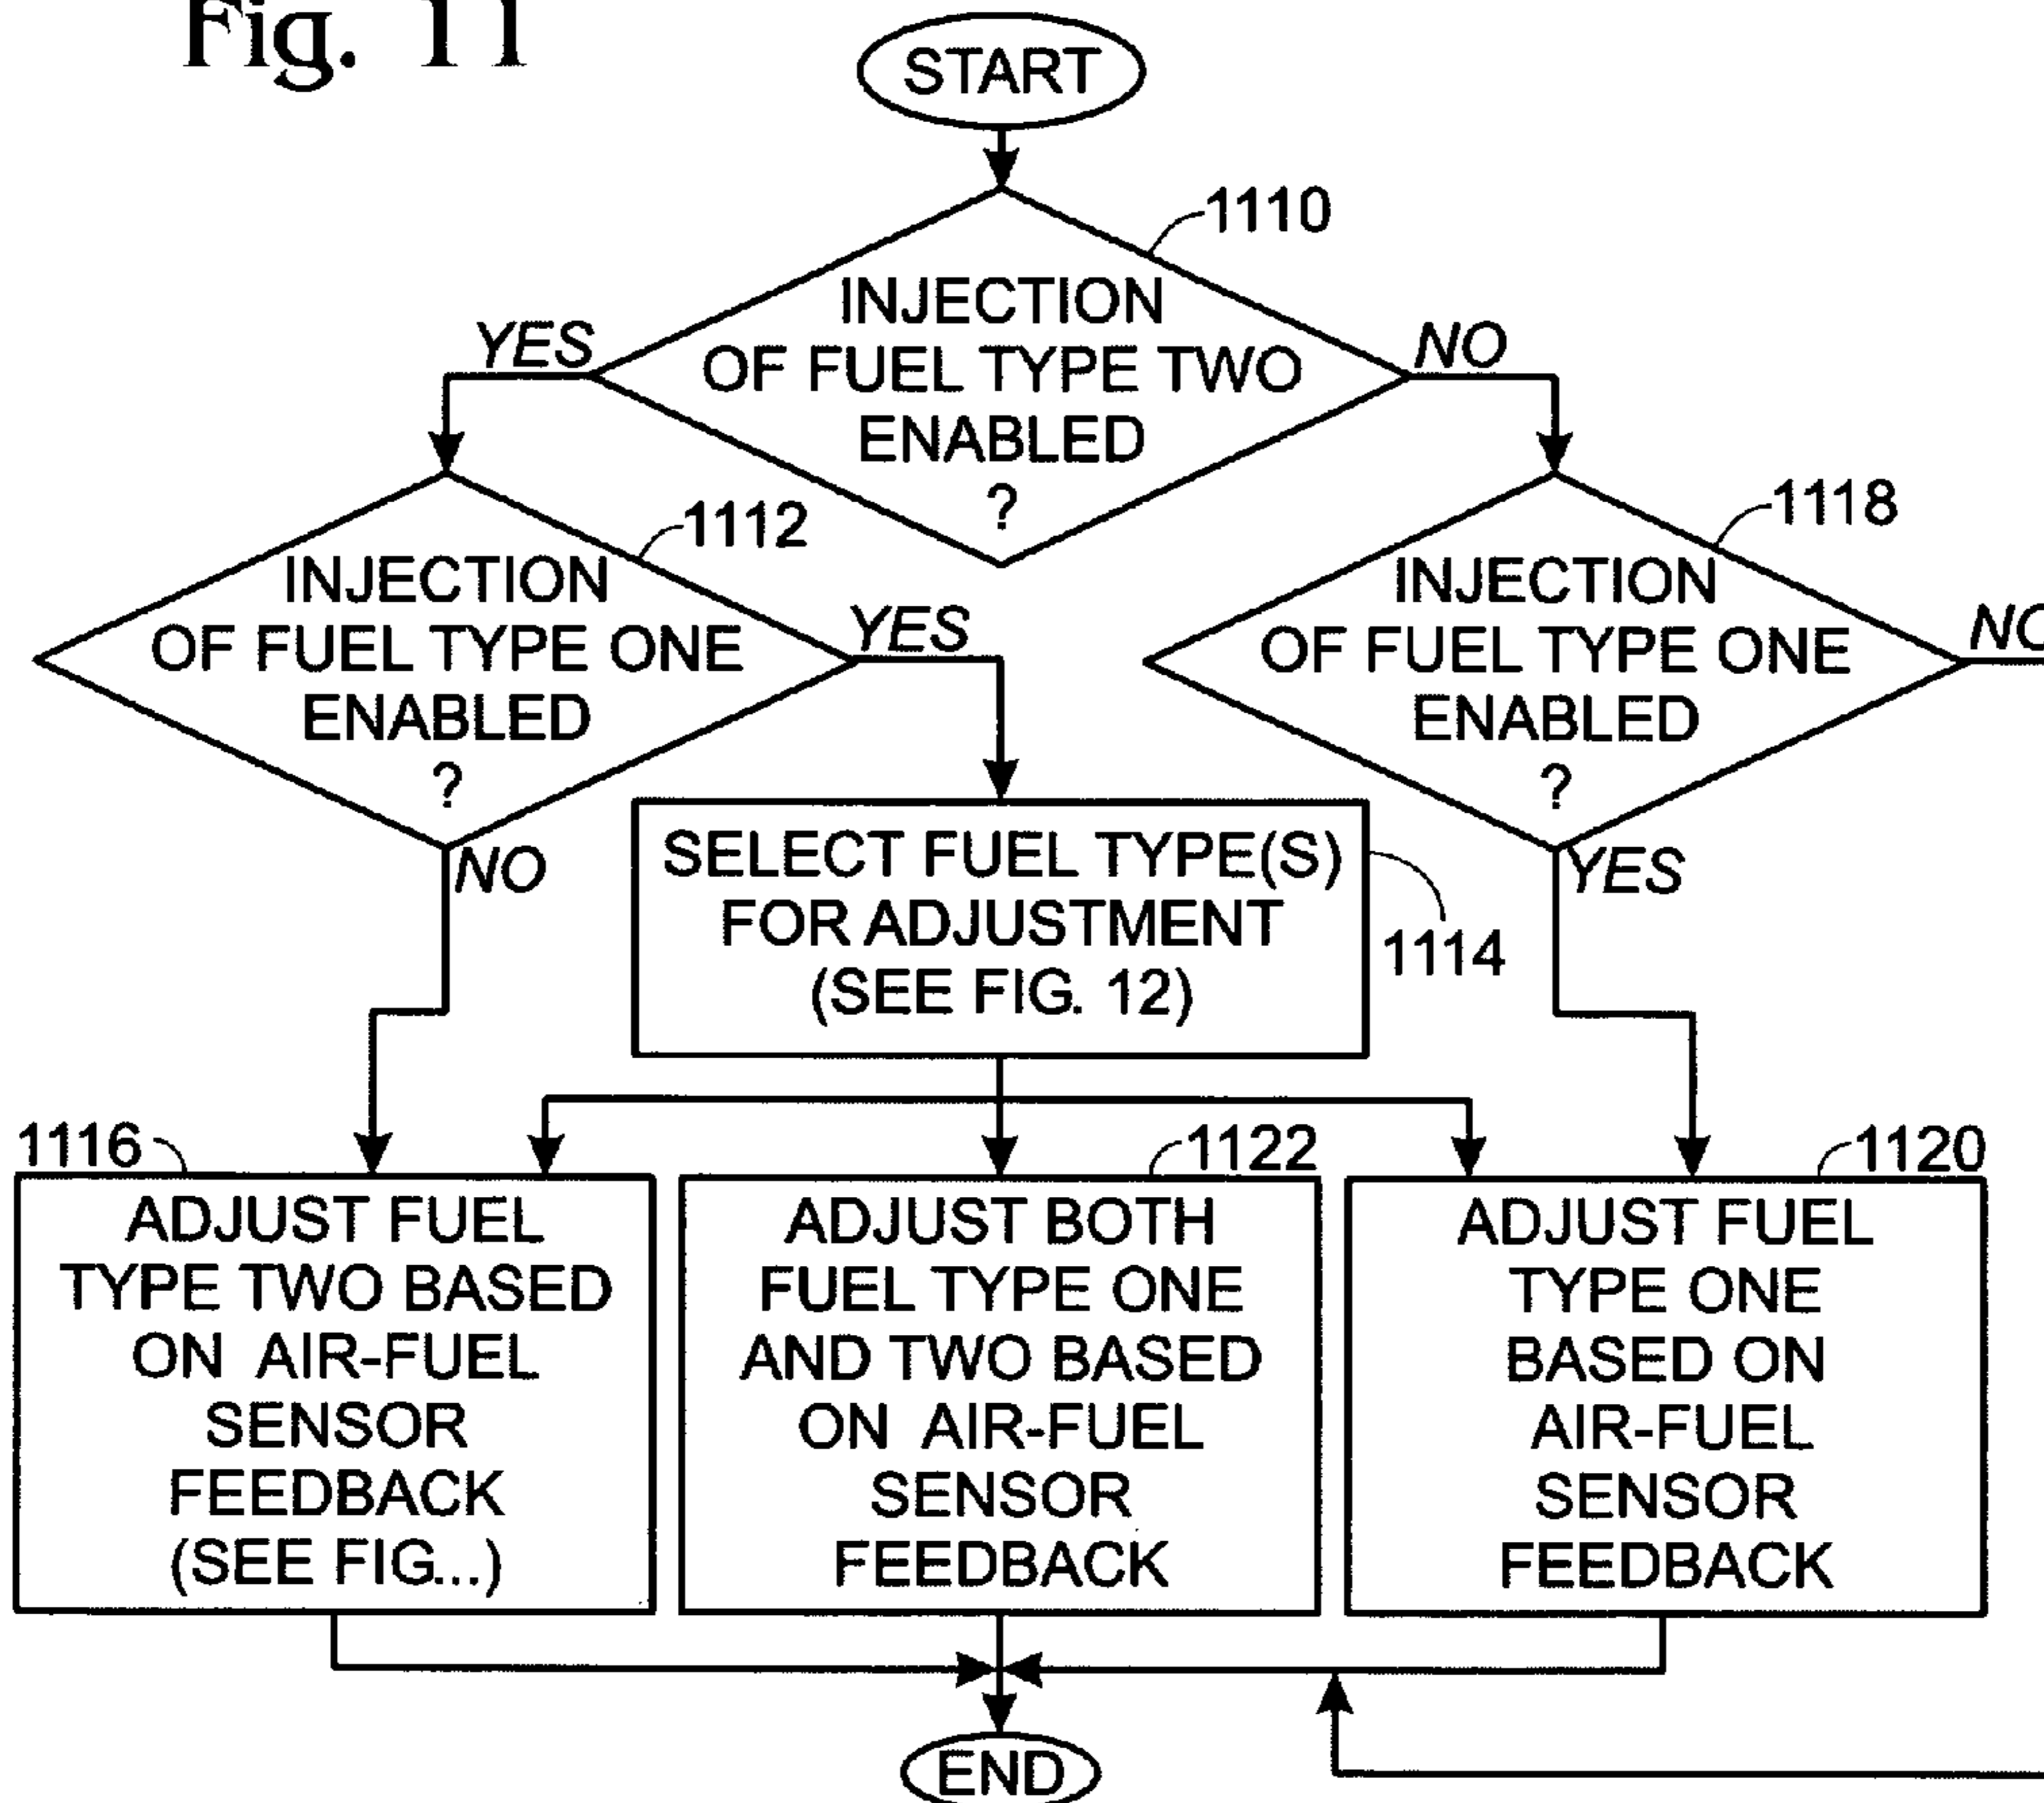 Fig. 11
START
1110
INJECTION
OF FUEL TYPE TWO
ENABLED
?
YES
NO
1112
INJECTION
OF FUEL TYPE ONE
ENABLED
?
YES
NO
1118
INJECTION
OF FUEL TYPE ONE
ENABLED
?
NO
YES
SELECT FUEL TYPE(S)
FOR ADJUSTMENT
(SEE FIG. 12)
1114
1116
ADJUST FUEL
TYPE TWO BASED
ON AIR-FUEL
SENSOR
FEEDBACK
(SEE FIG...)
1122
ADJUST BOTH
FUEL TYPE ONE
AND TWO BASED
ON AIR-FUEL
SENSOR
FEEDBACK
1120
ADJUST FUEL
TYPE ONE
BASED ON
AIR-FUEL
SENSOR
FEEDBACK
END